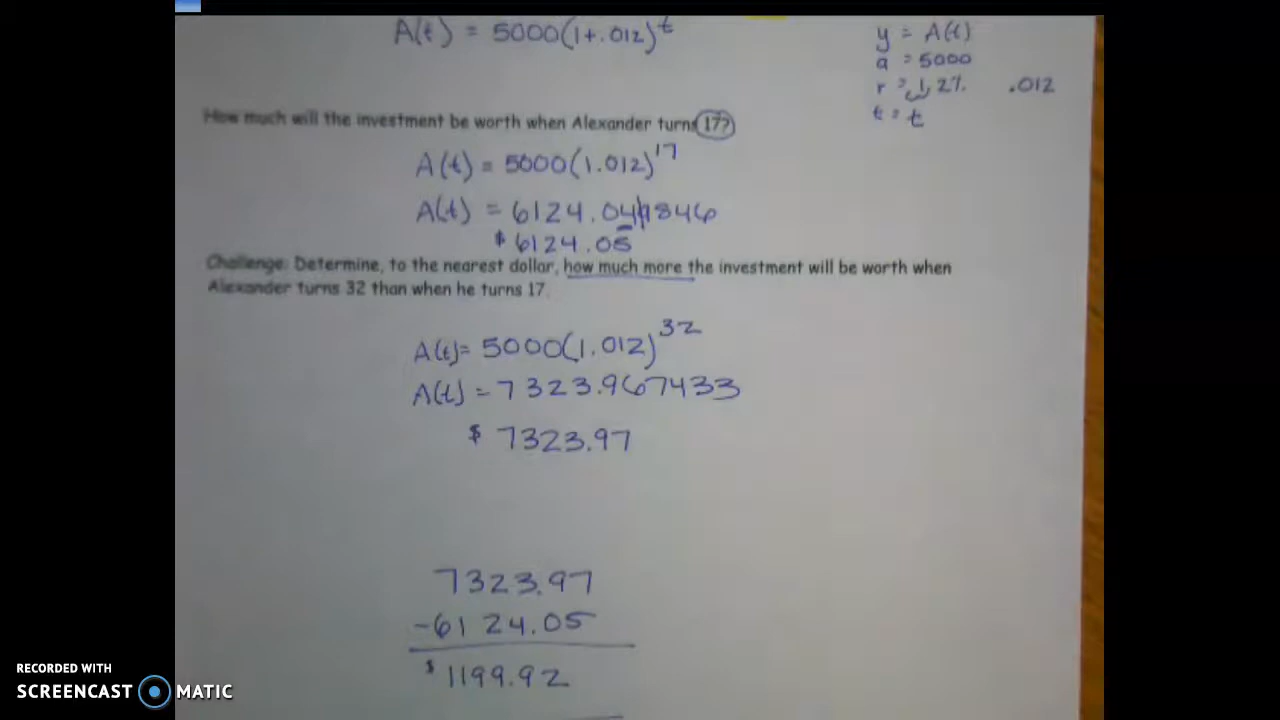 A(t) = 5000(1+.012)^t
y = A(t)
a = 5000
r = 1.2% .012
t = t
How much will the investment be worth when Alexander turns 17?
A(t) = 5000(1.012)^17
A(t) = 6124.049846
$ 6124.05
Challenge: Determine, to the nearest dollar, how much more the investment will be worth when
Alexander turns 32 than when he turns 17.
A(t)= 5000(1.012)^32
A(t) = 7323.967433
$ 7323.97
7323.97
-6124.05
$ 1199.92
RECORDED WITH
SCREENCAST MATIC